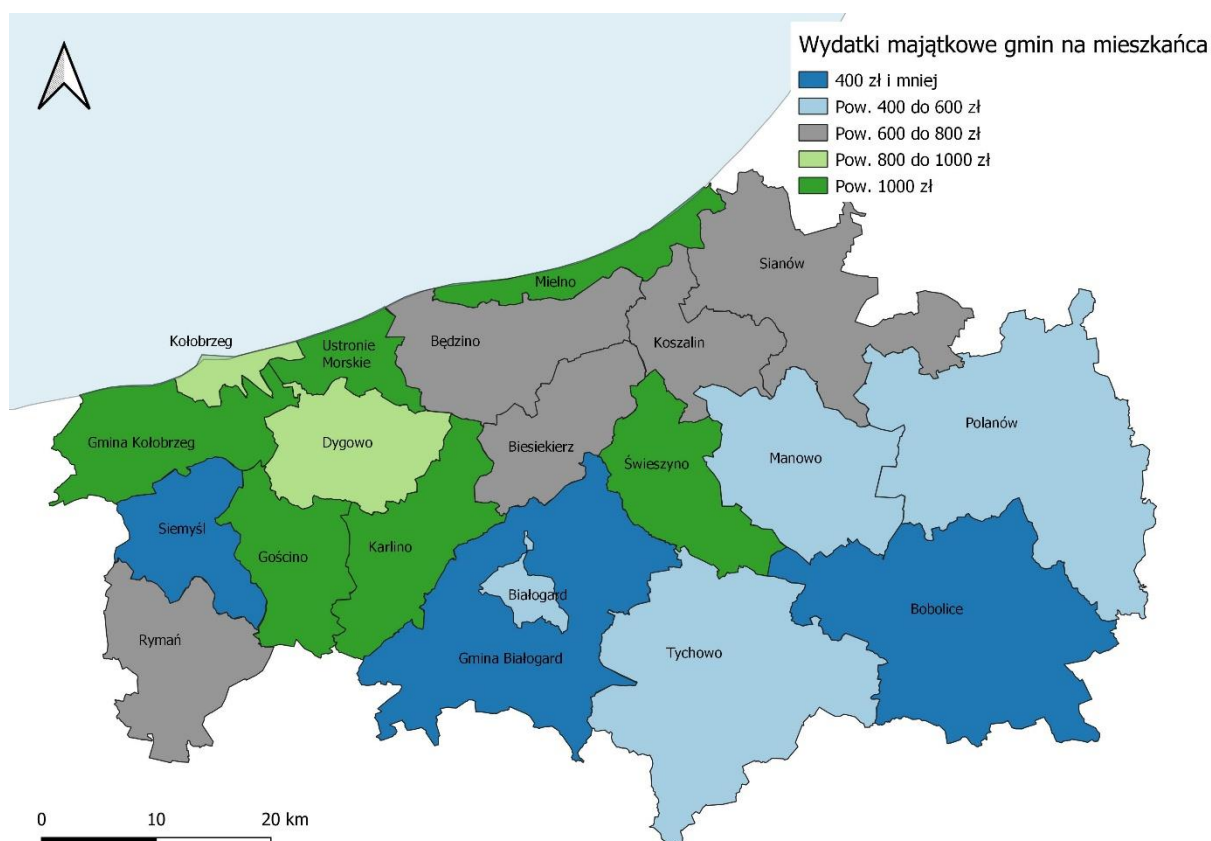 Wydatki majątkowe gmin na mieszkańca
400 zł i mniej
Pow. 400 do 600 zł
Pow. 600 do 800 zł
Pow. 800 do 1000 zł
Pow. 1000 zł
Sianów
Mielno
Kołobrzeg
Ustronie
Morskie
Będzino
Koszalin
Polanów
Gmina Kołobrzeg
Dygowo
Biesiekierz
Świeszyno
Manowo
Siemyśl
Gościno
Karlino
Białogard
Bobolice
Rymań
Gmina Białogard
Tychowo
0 10 20 km